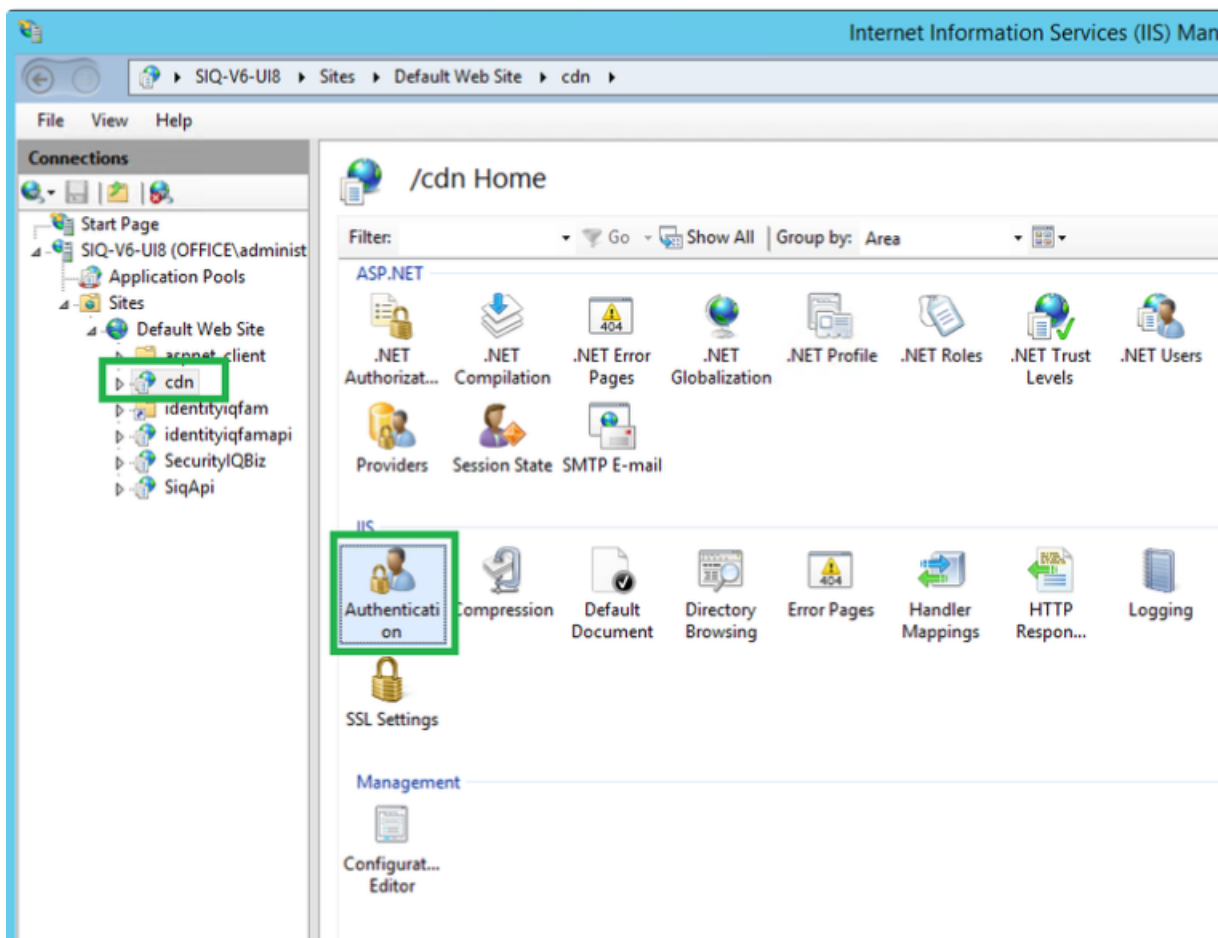 Internet Information Services (IIS) Man
SIQ-V6-UI8 Sites Default Web Site cdn
File View Help
Connections
Start Page
SIQ-V6-UI8 (OFFICE\administ
Application Pools
Sites
Default Web Site
aspnet_client
cdn
identityiqfam
identityiqfamapi
SecurityIQBiz
SiqApi
/cdn Home
Filter: Go Show All Group by: Area
ASP.NET
.NET Authorizat...
.NET Compilation
.NET Error Pages
.NET Globalization
.NET Profile
.NET Roles
.NET Trust Levels
.NET Users
Providers
Session State
SMTP E-mail
IIS
Authenticati
on
Compression
Default Document
Directory Browsing
Error Pages
Handler Mappings
HTTP Respon...
Logging
SSL Settings
Management
Configurat...
Editor